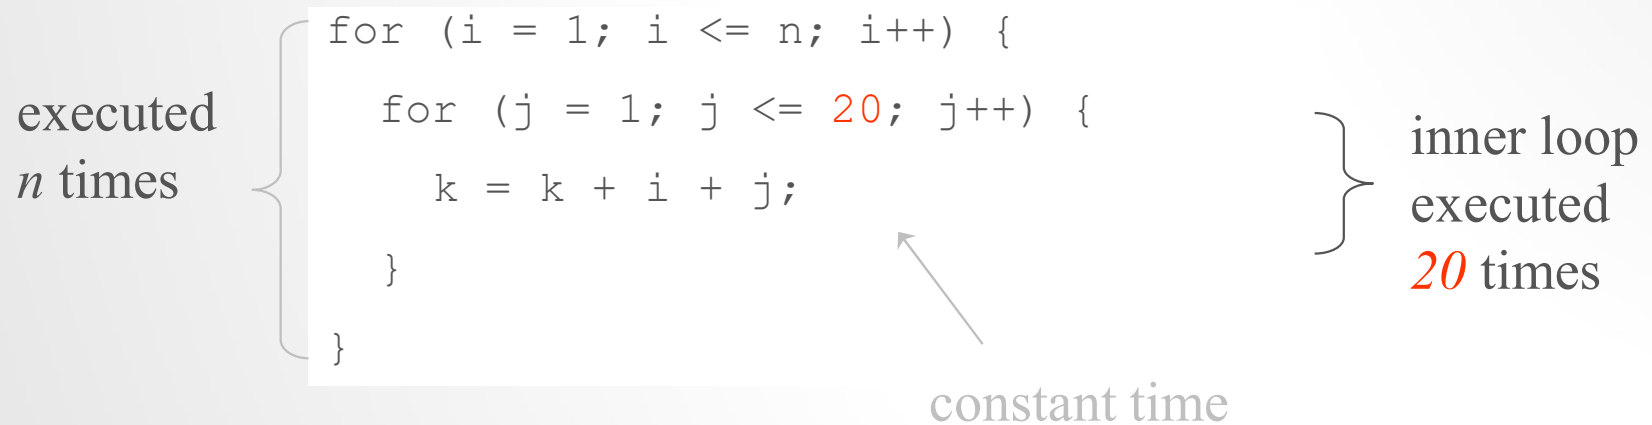 for (i = 1; i <= n; i++) {
for (j = 1; j <= 20; j++) {
k = k + i + j;
}
}
executed
n times
inner loop
executed
20 times
constant time